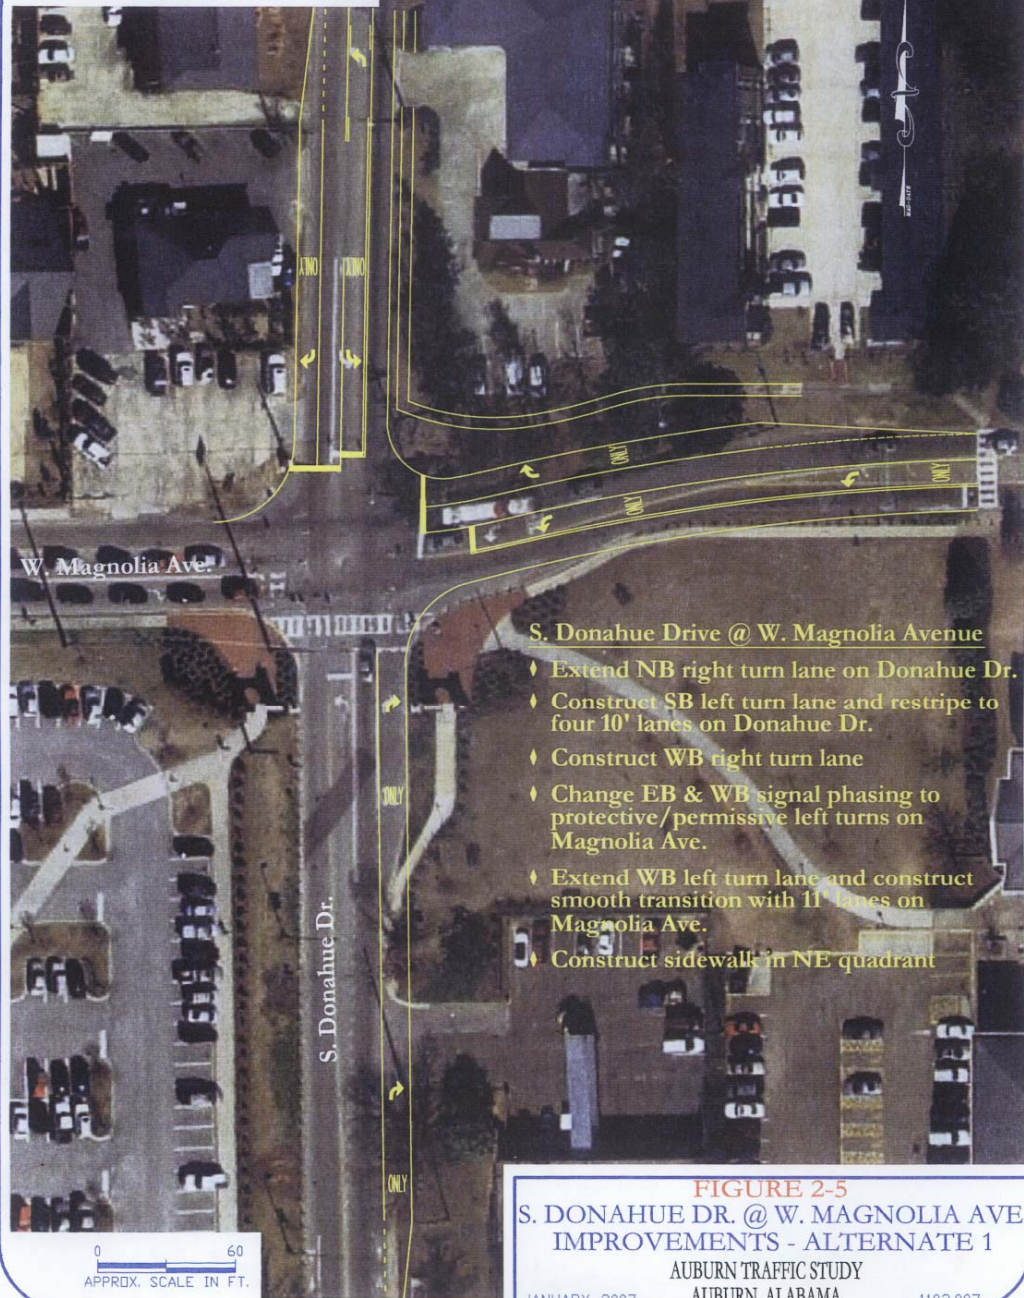 ONLY
ONLY
ONLY
ONLY
ONLY
W. Magnolia Ave.
S. Donahue Drive @ W. Magnolia Avenue
♦ Extend NB right turn lane on Donahue Dr.
♦ Construct SB left turn lane and restripe to
four 10' lanes on Donahue Dr.
♦ Construct WB right turn lane
♦ Change EB & WB signal phasing to
protective/permissive left turns on
Magnolia Ave.
♦ Extend WB left turn lane and construct
smooth transition with 11' lanes on
Magnolia Ave.
♦ Construct sidewalk in NE quadrant
ONLY
S. Donahue Dr.
ONLY
0 60
APPROX. SCALE IN FT.
FIGURE 2-5
S. DONAHUE DR. @ W. MAGNOLIA AVE
IMPROVEMENTS - ALTERNATE 1
AUBURN TRAFFIC STUDY
AUBURN, ALABAMA
JANUARY, 2007